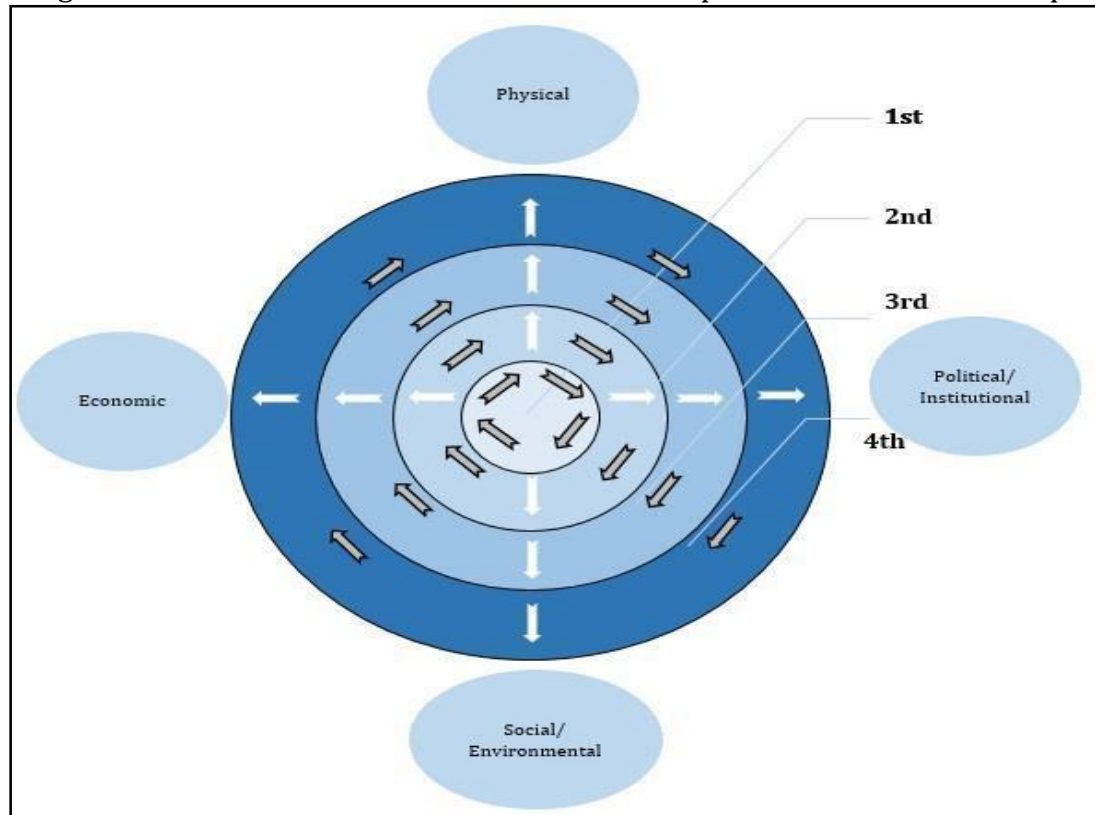 Physical
1st
2nd
3rd
Economic
Political/
Institutional
4th
Social/
Environmental